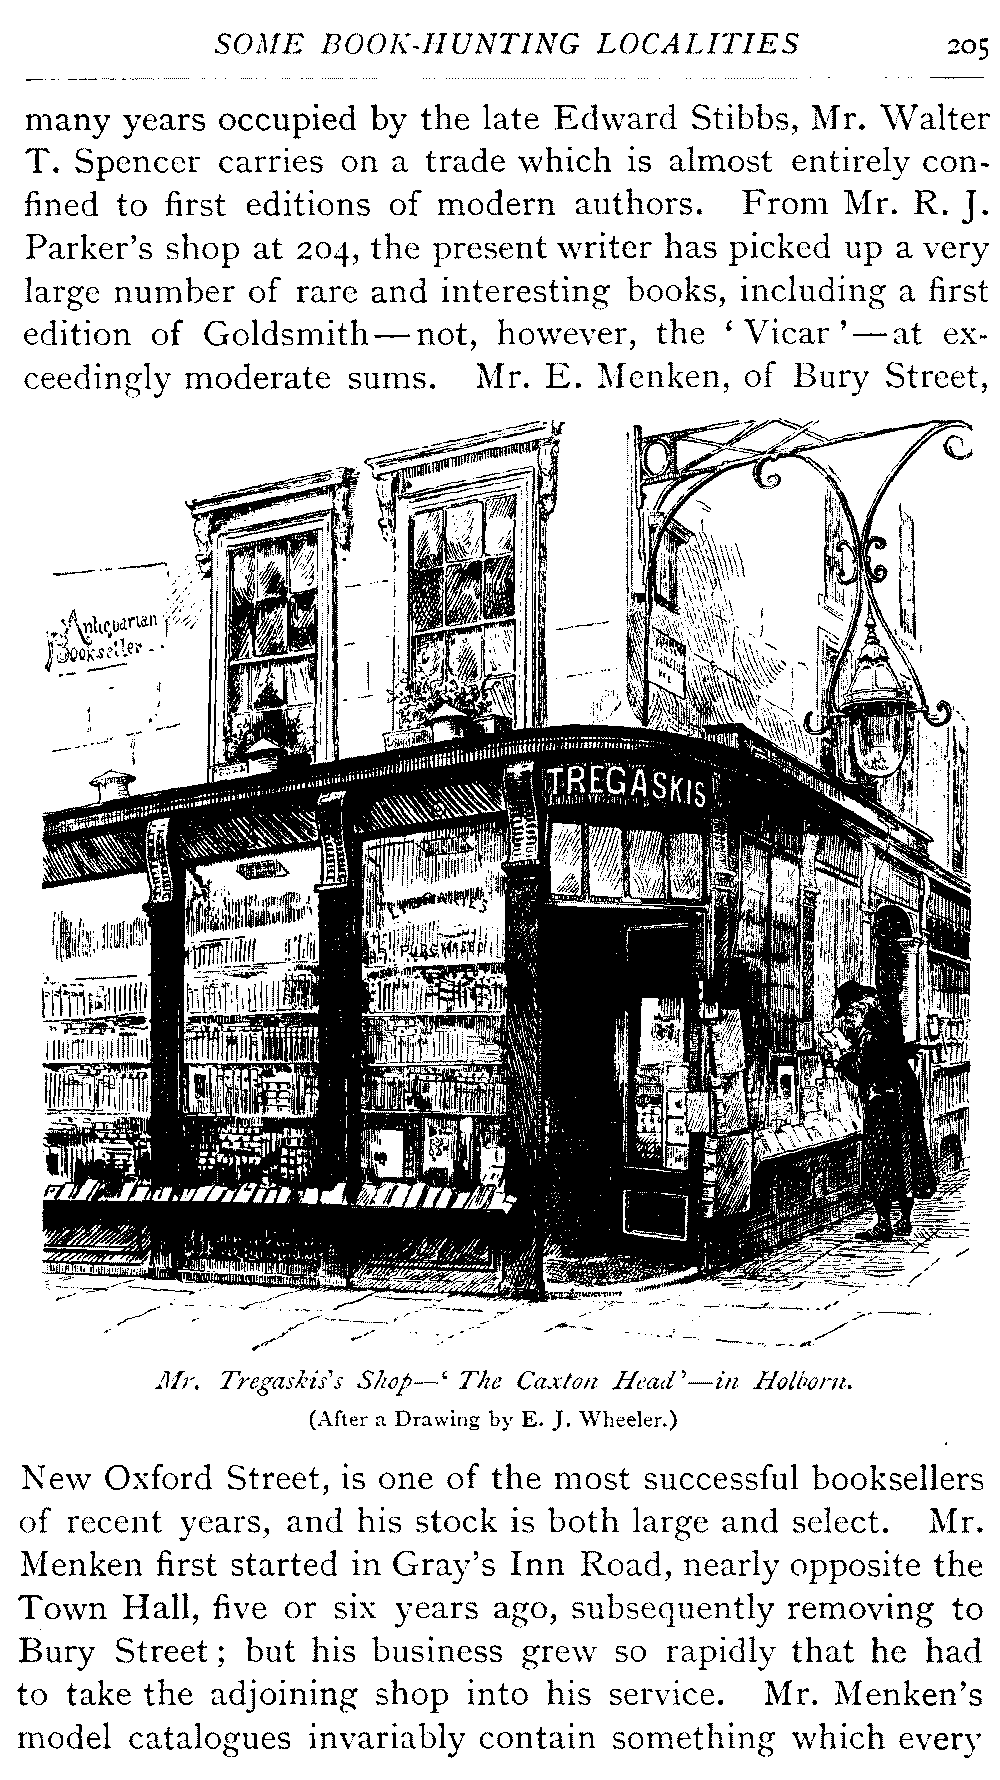 SOME BOOK-HUNTING LOCALITIES 205
many years occupied by the late Edward Stibbs, Mr. Walter
T. Spencer carries on a trade which is almost entirely con-
fined to first editions of modern authors. From Mr. R. J.
Parker's shop at 204, the present writer has picked up a very
large number of rare and interesting books, including a first
edition of Goldsmith—not, however, the ‘Vicar’—at ex-
ceedingly moderate sums. Mr. E. Menken, of Bury Street,
Antiquarian
Bookseller
TREGASKIS
LIBRARIES
PURCHASED
Mr. Tregaskis's Shop—‘The Caxton Head’—in Holborn.
(After a Drawing by E. J. Wheeler.)
New Oxford Street, is one of the most successful booksellers
of recent years, and his stock is both large and select. Mr.
Menken first started in Gray's Inn Road, nearly opposite the
Town Hall, five or six years ago, subsequently removing to
Bury Street; but his business grew so rapidly that he had
to take the adjoining shop into his service. Mr. Menken's
model catalogues invariably contain something which every